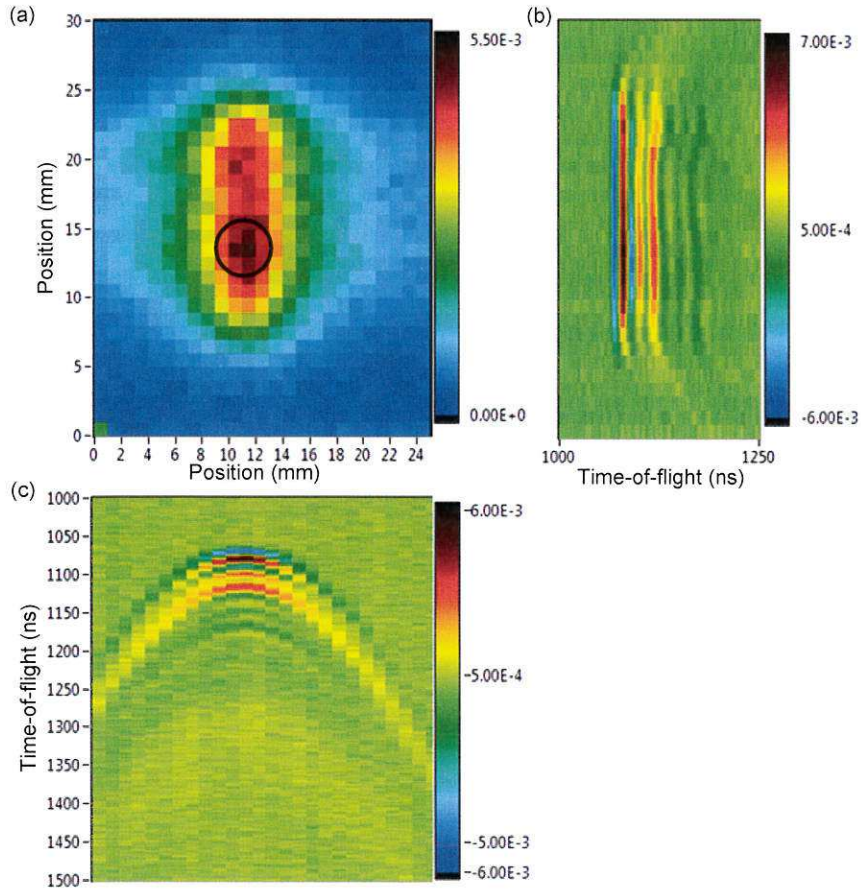 (a)
30
25
20
15
10
5
0
Position (mm)
0 2 4 6 8 10 12 14 16 18 20 22 24
Position (mm)
5.50E-3
0.00E+0
(b)
1000 1250
Time-of-flight (ns)
7.00E-3
5.00E-4
-6.00E-3
(c)
1000
1050
1100
1150
1200
1250
1300
1350
1400
1450
1500
Time-of-flight (ns)
6.00E-3
5.00E-4
-5.00E-3
-6.00E-3